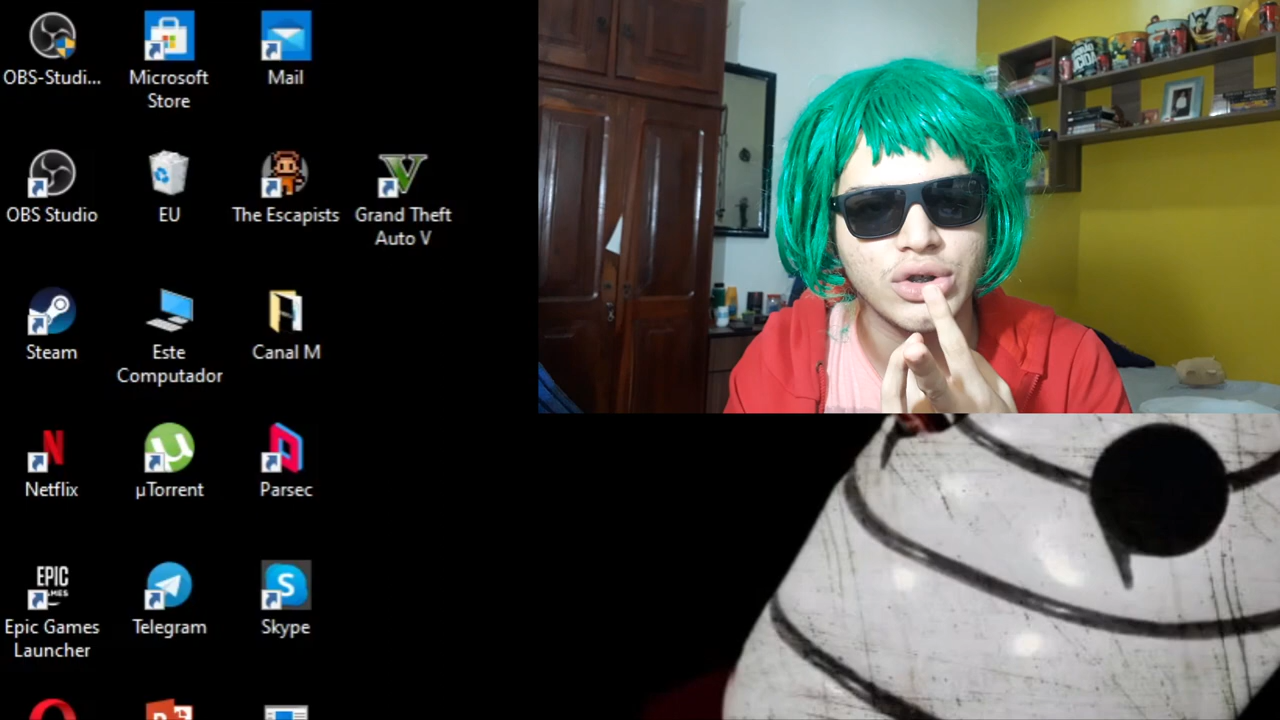 OBS-Studi...
Microsoft
Store
Mail
OBS Studio
EU
The Escapists
Grand Theft
Auto V
Steam
Este
Computador
Canal M
Netflix
µTorrent
Parsec
EPIC
Epic Games
Launcher
Telegram
Skype